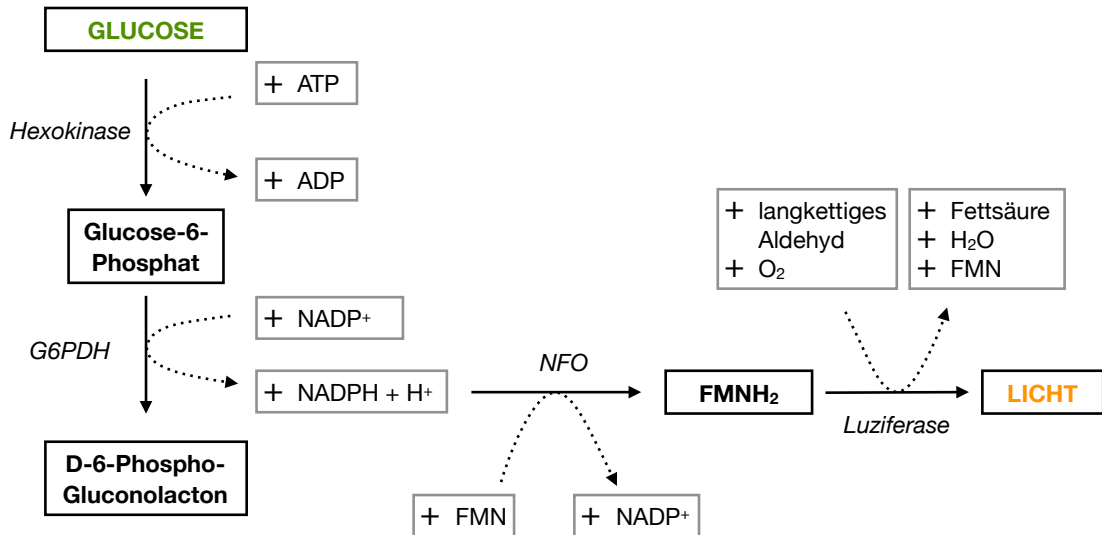 GLUCOSE
+ ATP
Hexokinase
+ ADP
Glucose-6-
Phosphat
+ langkettiges
Aldehyd
+ O₂
+ Fettsäure
+ H₂O
+ FMN
+ NADP⁺
G6PDH
+ NADPH + H⁺
NFO
FMNH₂
Luziferase
LICHT
D-6-Phospho-
Gluconolacton
+ FMN
+ NADP⁺